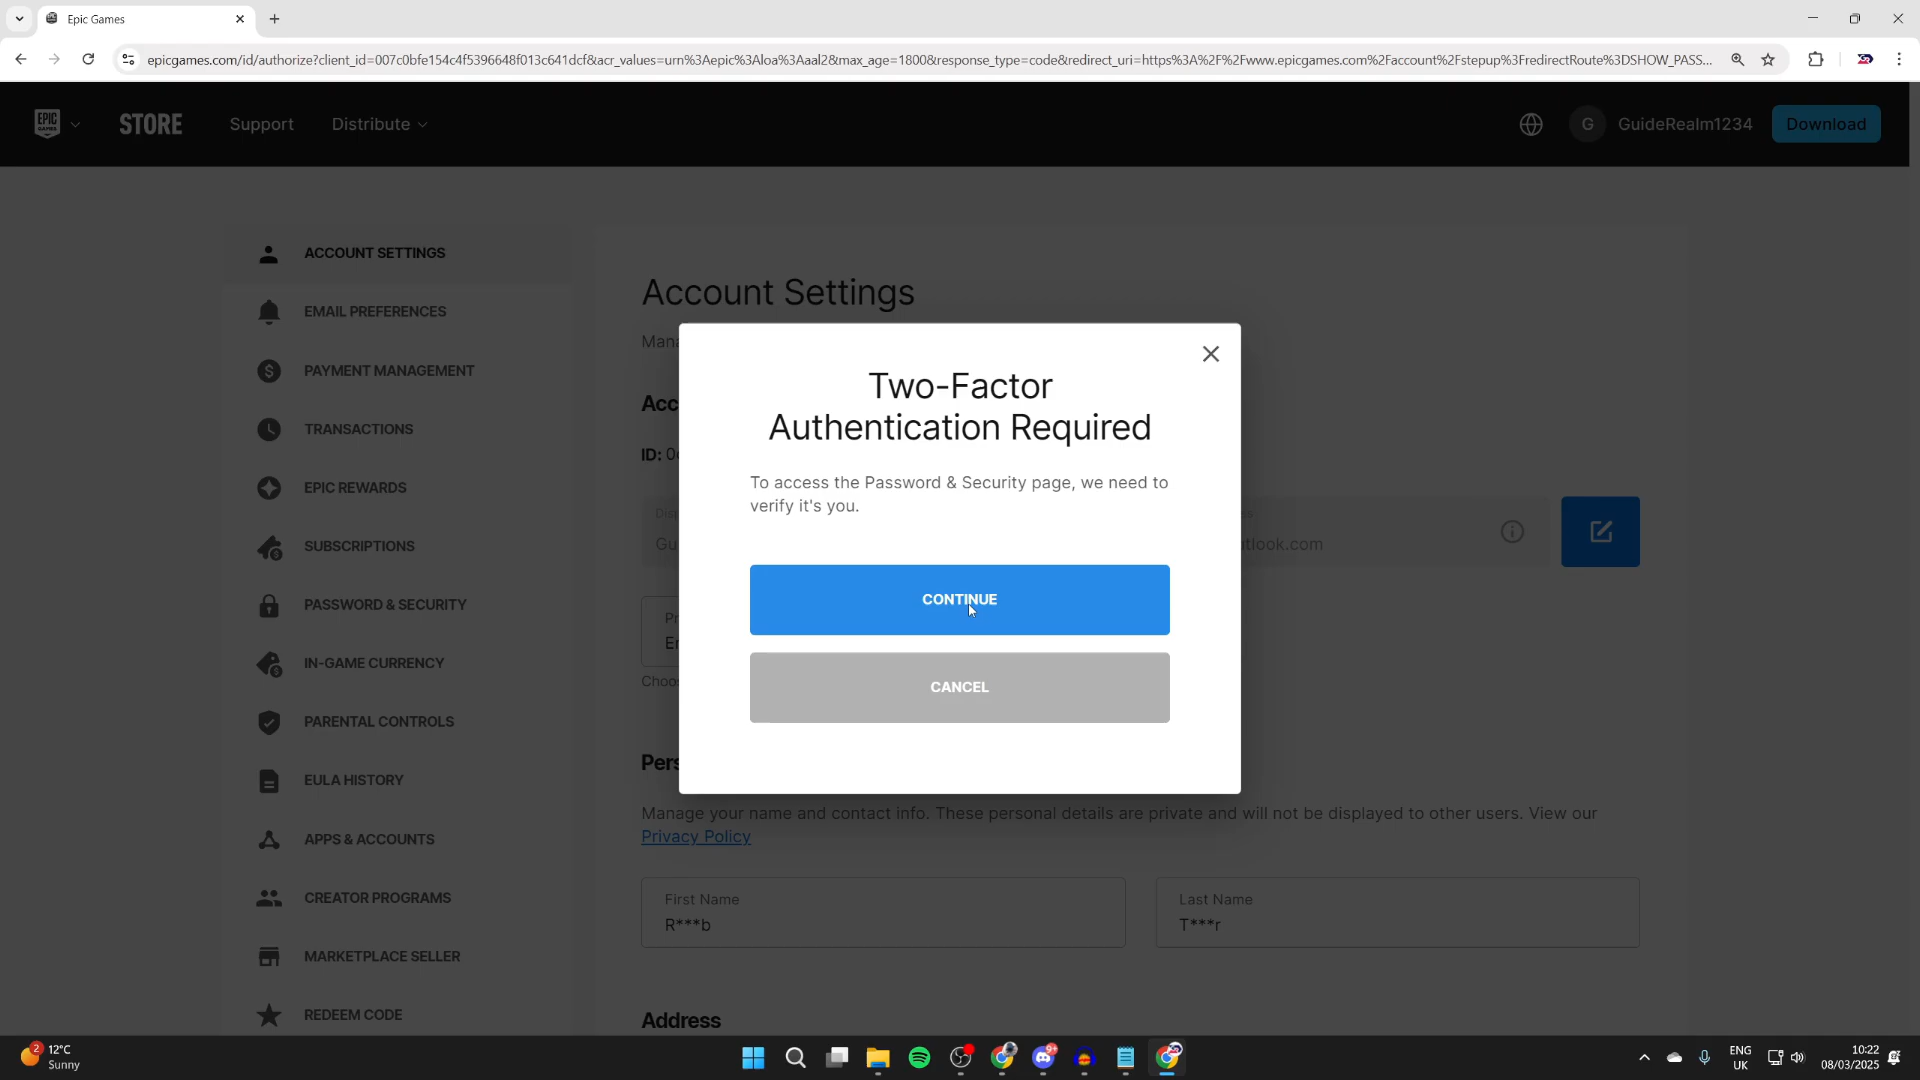 Epic Games
epicgames.com/id/authorize?client_id=007c0bfe154c4f5396648f013c641dcf&acr_values=urn%3Aepic%3Aloa%3Aaal2&max_age=1800&response_type=code&redirect_uri=https%3A%2F%2Fwww.epicgames.com%2Faccount%2Fstepup%3FredirectRoute%3DSHOW_PASS...
EPIC GAMES
STORE
Support
Distribute
G
GuideRealm1234
Download
ACCOUNT SETTINGS
EMAIL PREFERENCES
PAYMENT MANAGEMENT
TRANSACTIONS
EPIC REWARDS
SUBSCRIPTIONS
PASSWORD & SECURITY
IN-GAME CURRENCY
PARENTAL CONTROLS
EULA HISTORY
APPS & ACCOUNTS
CREATOR PROGRAMS
MARKETPLACE SELLER
REDEEM CODE
Account Settings
Two-Factor
Authentication Required
To access the Password & Security page, we need to
verify it's you.
CONTINUE
CANCEL
ID:
Manage your name and contact info. These personal details are private and will not be displayed to other users. View our
Privacy Policy
First Name
R***b
Last Name
T***r
Address
2
12°C
Sunny
9+
ENG
UK
10:22
08/03/2025